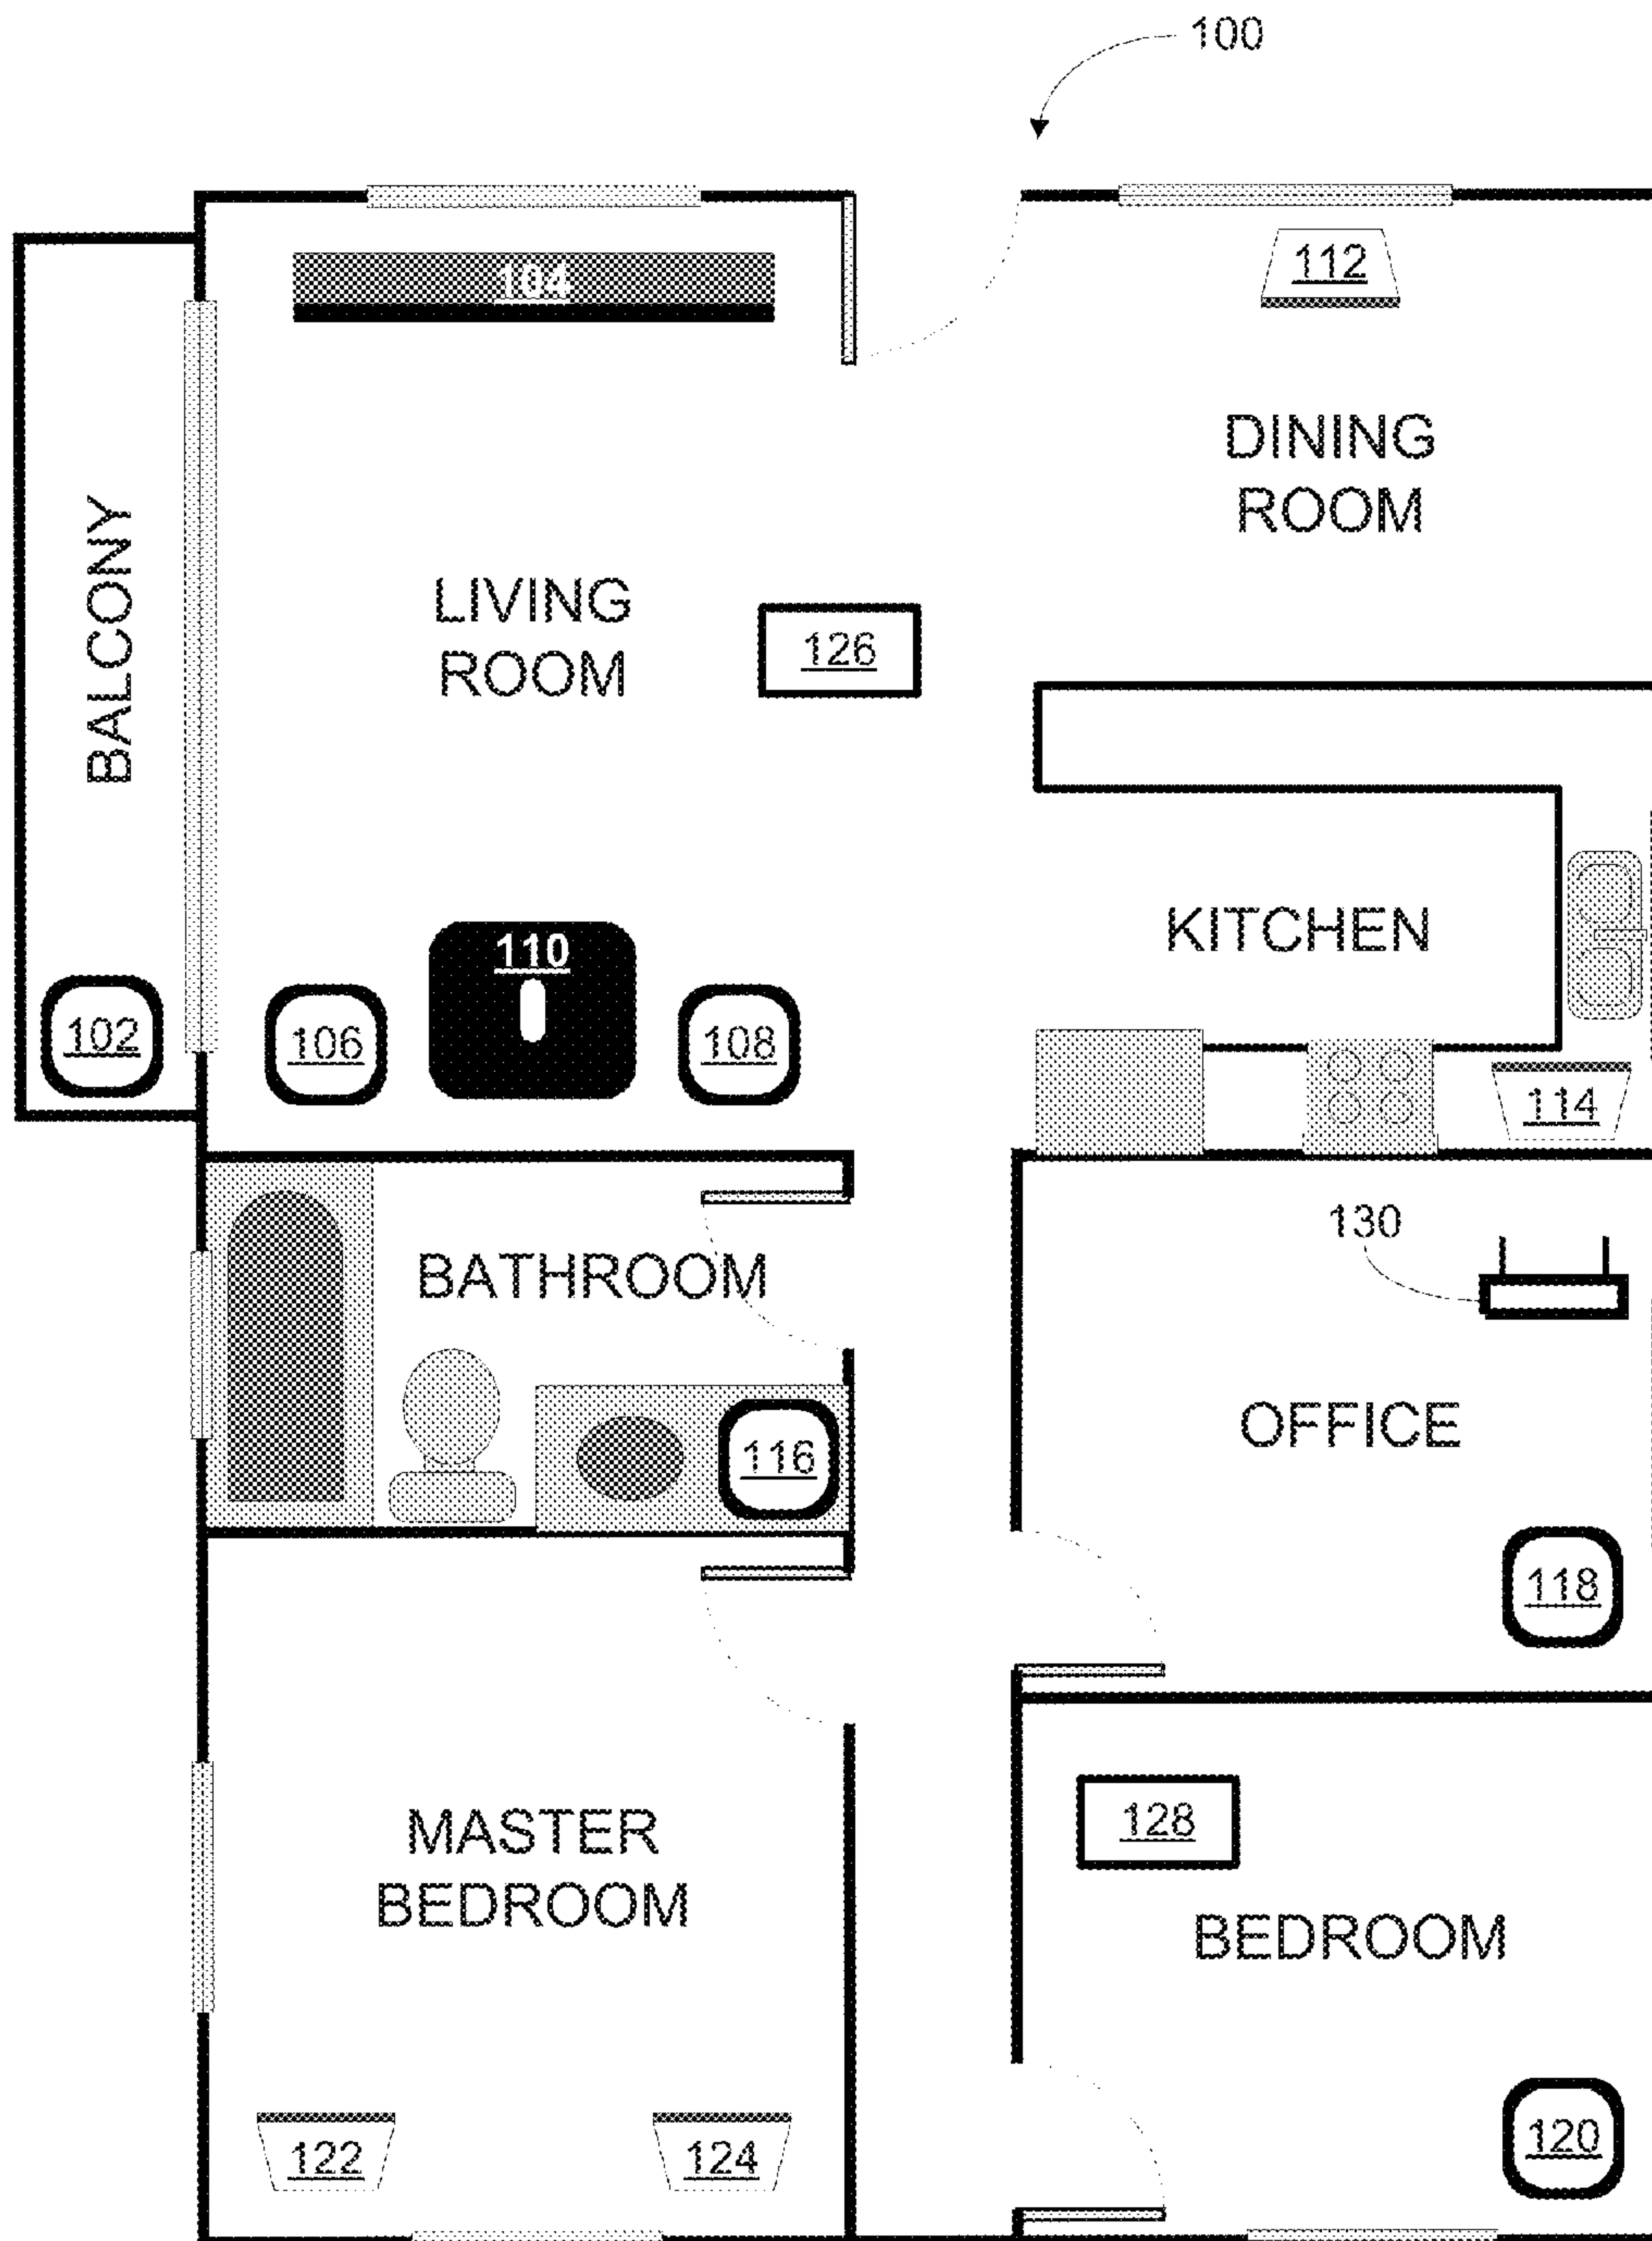 100
104
112
DINING
ROOM
BALCONY
LIVING
ROOM
126
KITCHEN
110
102
106
108
114
130
BATHROOM
OFFICE
116
118
128
MASTER
BEDROOM
BEDROOM
122
124
120